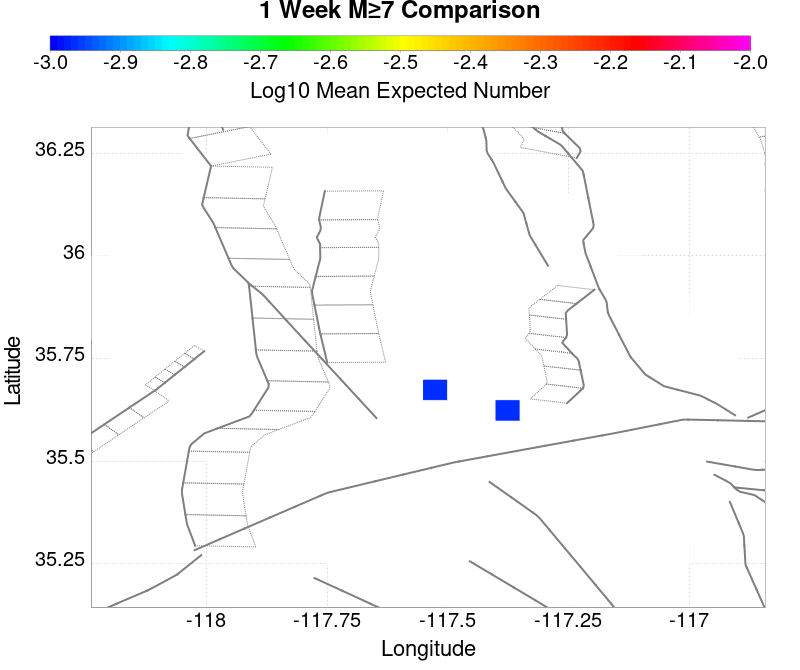 1 Week M≥7 Comparison
-3.0 -2.9 -2.8 -2.7 -2.6 -2.5 -2.4 -2.3 -2.2 -2.1 -2.0
Log10 Mean Expected Number
36.25
36
35.75
35.5
35.25
Latitude
-118 -117.75 -117.5 -117.25 -117
Longitude